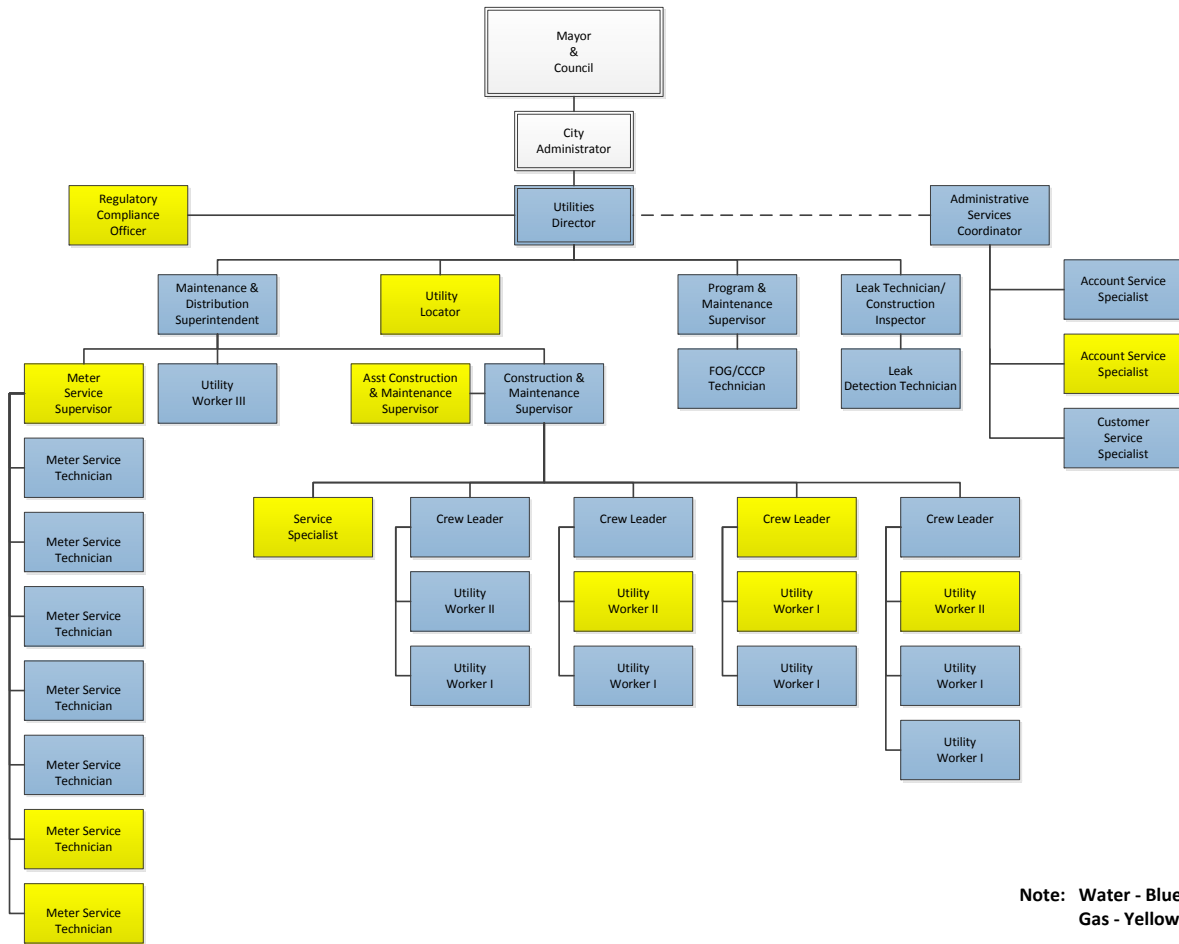 Mayor
&
Council
City
Administrator
Regulatory
Compliance
Officer
Utilities
Director
Administrative
Services
Coordinator
Maintenance &
Distribution
Superintendent
Utility
Locator
Program &
Maintenance
Supervisor
Leak Technician/
Construction
Inspector
Account Service
Specialist
Meter
Service
Supervisor
Utility
Worker III
Asst Construction
& Maintenance
Supervisor
Construction &
Maintenance
Supervisor
FOG/CCCP
Technician
Leak
Detection Technician
Account Service
Specialist
Customer
Service
Specialist
Meter Service
Technician
Meter Service
Technician
Meter Service
Technician
Meter Service
Technician
Meter Service
Technician
Meter Service
Technician
Meter Service
Technician
Service
Specialist
Crew Leader
Utility
Worker II
Utility
Worker I
Crew Leader
Utility
Worker II
Utility
Worker I
Crew Leader
Utility
Worker I
Utility
Worker I
Crew Leader
Utility
Worker II
Utility
Worker I
Utility
Worker I
Note: Water - Blue
Gas - Yellow